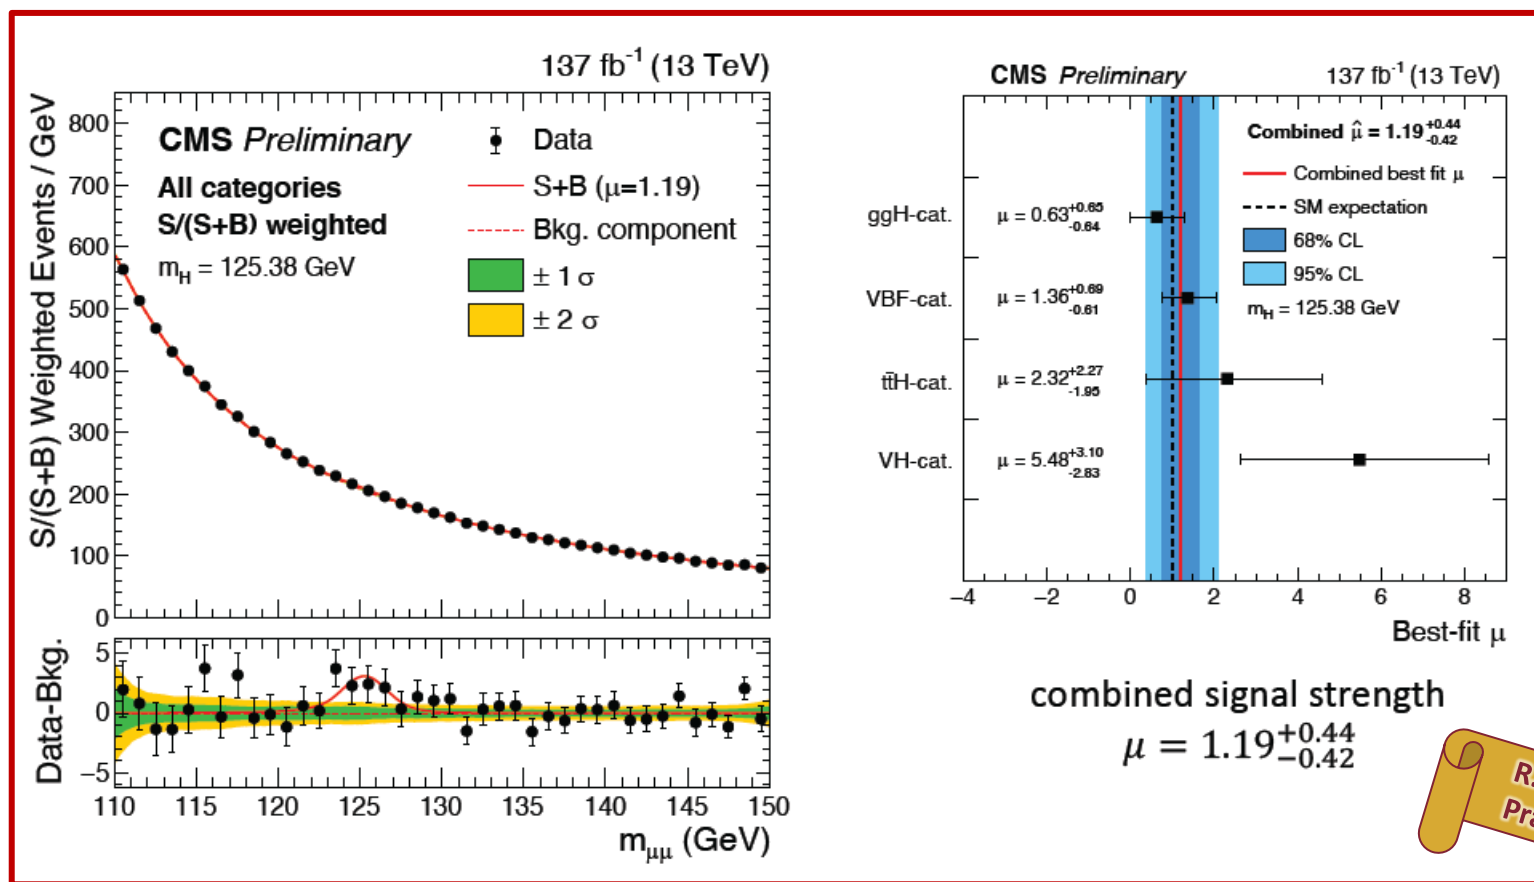 137 fb⁻¹ (13 TeV)
CMS Preliminary
All categories
S/(S+B) weighted
m_H = 125.38 GeV
Data
S+B (μ=1.19)
Bkg. component
± 1 σ
± 2 σ
S/(S+B) Weighted Events / GeV
800
700
600
500
400
300
200
100
0
Data-Bkg.
5
0
−5
110 115 120 125 130 135 140 145 150
m_μμ (GeV)
CMS Preliminary 137 fb⁻¹ (13 TeV)
Combined μ̂ = 1.19 +0.44 -0.42
Combined best fit μ
SM expectation
68% CL
95% CL
m_H = 125.38 GeV
ggH-cat. μ = 0.63 +0.65 -0.64
VBF-cat. μ = 1.36 +0.69 -0.61
tt̄H-cat. μ = 2.32 +2.27 -1.95
VH-cat. μ = 5.48 +3.10 -2.83
−4 −2 0 2 4 6 8
Best-fit μ
combined signal strength
μ = 1.19 +0.44 −0.42